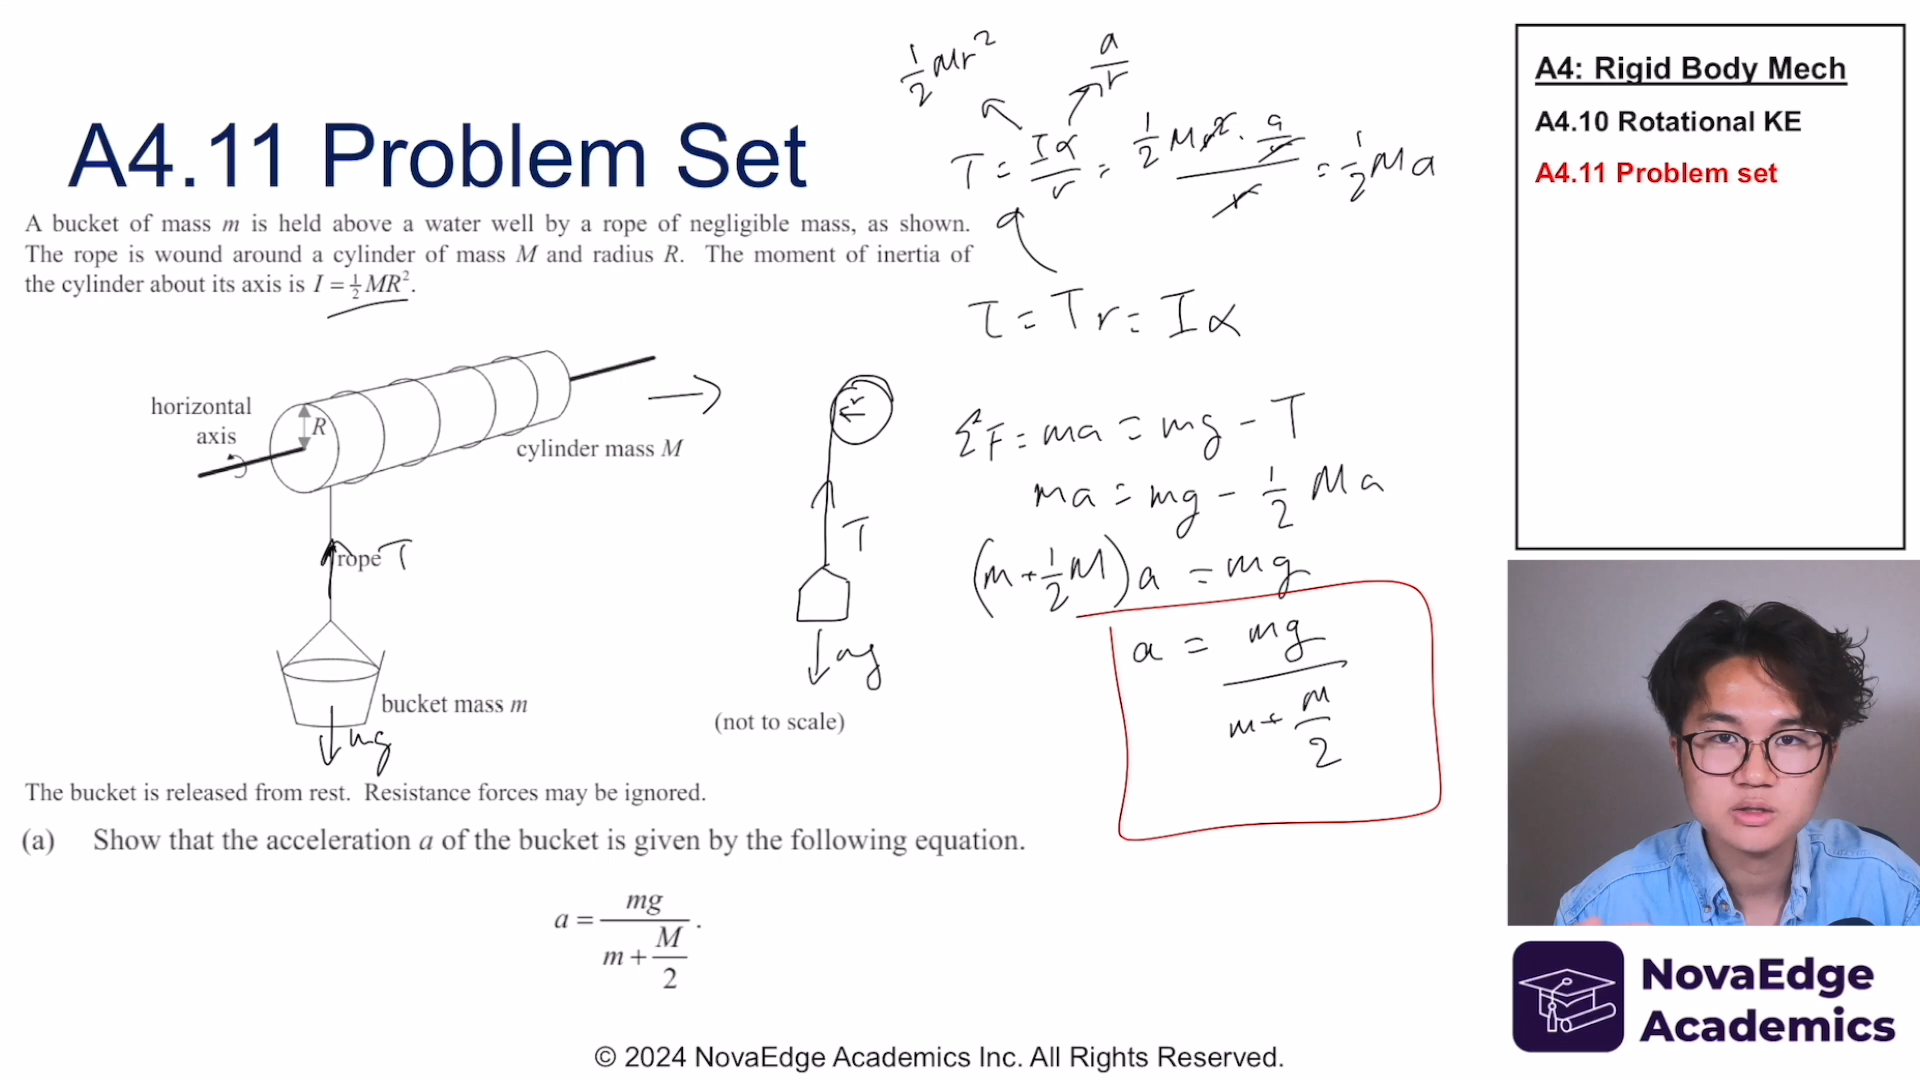 A4.11 Problem Set
A bucket of mass m is held above a water well by a rope of negligible mass, as shown.
The rope is wound around a cylinder of mass M and radius R. The moment of inertia of
the cylinder about its axis is I = ½MR².
horizontal
axis
R
cylinder mass M
rope T
bucket mass m
mg
r
T
mg
(not to scale)
The bucket is released from rest. Resistance forces may be ignored.
(a) Show that the acceleration a of the bucket is given by the following equation.
a = mg / (m + M/2).
½Mr²
a/r
T = Iα/r = (½Mr² · a/r)/r = ½Ma
τ = Tr = Iα
ΣF = ma = mg - T
ma = mg - ½Ma
(m + ½M)a = mg
a = mg / (m + M/2)
A4: Rigid Body Mech
A4.10 Rotational KE
A4.11 Problem set
NovaEdge
Academics
© 2024 NovaEdge Academics Inc. All Rights Reserved.